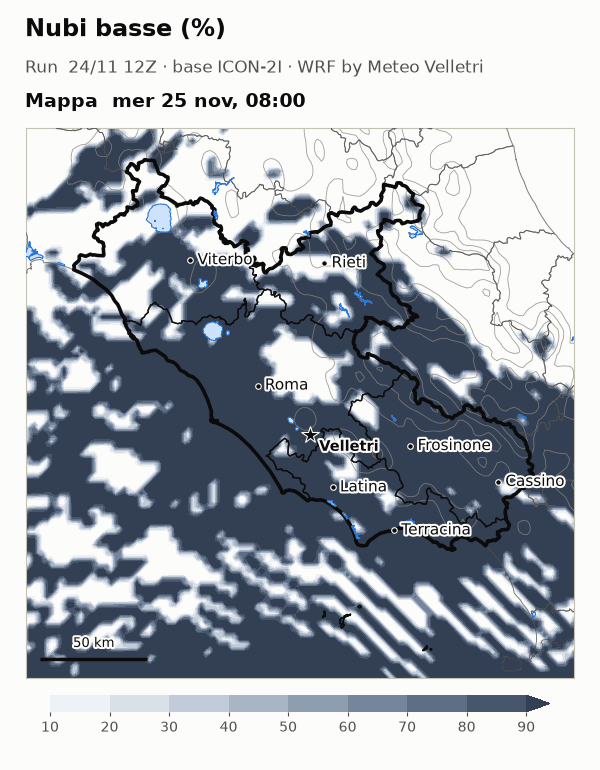 Nubi basse (%)
Run  24/11 12Z · base ICON-2I · WRF by Meteo Velletri
Mappa  mer 25 nov, 08:00
Viterbo
Rieti
Roma
Velletri
Frosinone
Latina
Cassino
Terracina
50 km
10 20 30 40 50 60 70 80 90